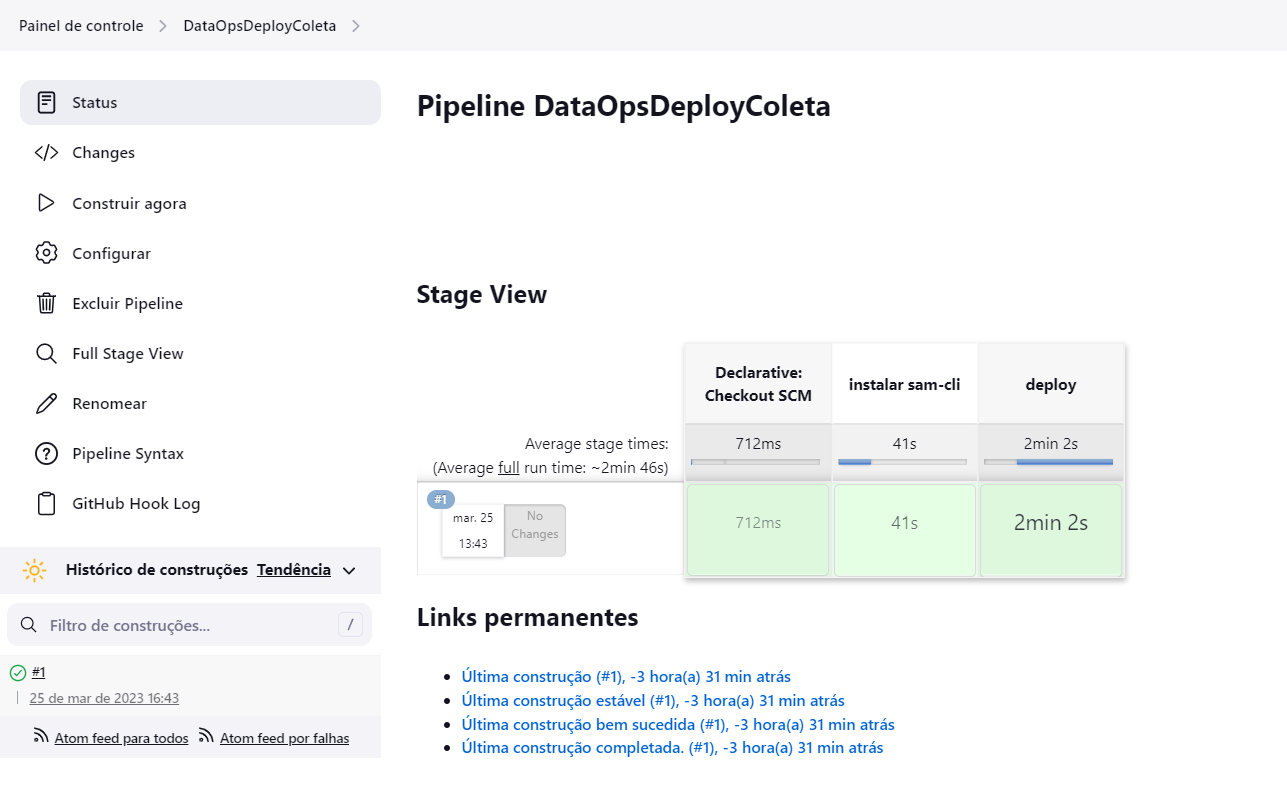 Painel de controle
DataOpsDeployColeta
Status
Changes
Construir agora
Configurar
Excluir Pipeline
Full Stage View
Renomear
Pipeline Syntax
GitHub Hook Log
Histórico de construções Tendência
Filtro de construções... /
#1
25 de mar de 2023 16:43
Atom feed para todos Atom feed por falhas
Pipeline DataOpsDeployColeta
Stage View
Declarative:
Checkout SCM
instalar sam-cli
deploy
Average stage times:
(Average full run time: ~2min 46s)
712ms
41s
2min 2s
#1
mar. 25
13:43
No
Changes
712ms
41s
2min 2s
Links permanentes
Última construção (#1), -3 hora(a) 31 min atrás
Última construção estável (#1), -3 hora(a) 31 min atrás
Última construção bem sucedida (#1), -3 hora(a) 31 min atrás
Última construção completada. (#1), -3 hora(a) 31 min atrás